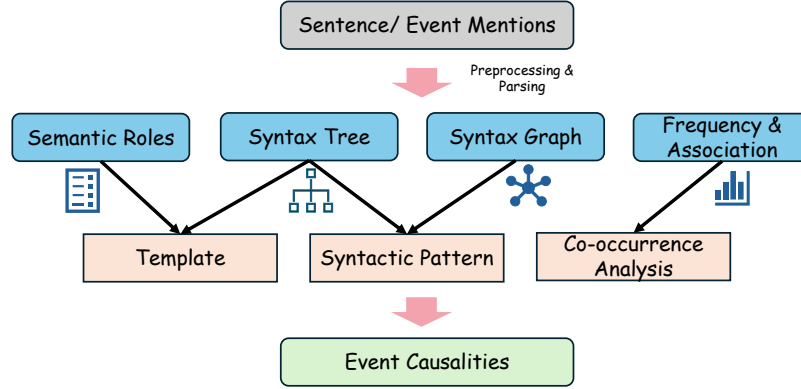 Sentence/ Event Mentions
Preprocessing &
Parsing
Semantic Roles
Syntax Tree
Syntax Graph
Frequency &
Association
Template
Syntactic Pattern
Co-occurrence
Analysis
Event Causalities